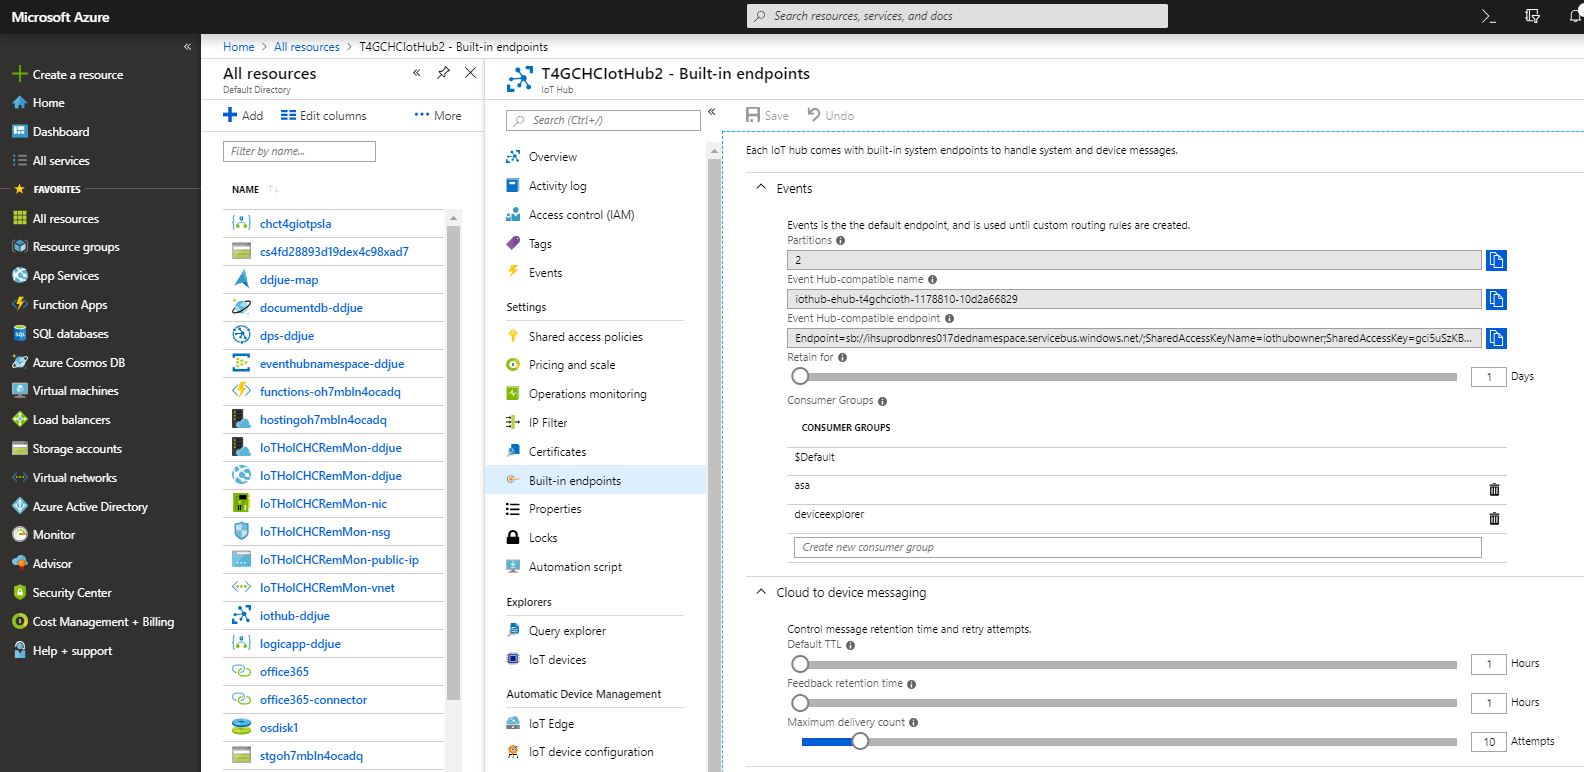 Microsoft Azure
Search resources, services, and docs
Create a resource
Home
Dashboard
All services
FAVORITES
All resources
Resource groups
App Services
Function Apps
SQL databases
Azure Cosmos DB
Virtual machines
Load balancers
Storage accounts
Virtual networks
Azure Active Directory
Monitor
Advisor
Security Center
Cost Management + Billing
Help + support
Home > All resources > T4GCHCIotHub2 - Built-in endpoints
All resources
Default Directory
Add Edit columns ··· More
Filter by name...
NAME
chct4giotpsla
cs4fd28893d19dex4c98xad7
ddjue-map
documentdb-ddjue
dps-ddjue
eventhubnamespace-ddjue
functions-oh7mbln4ocadq
hostingoh7mbln4ocadq
IoTHolCHCRemMon-ddjue
IoTHolCHCRemMon-ddjue
IoTHolCHCRemMon-nic
IoTHolCHCRemMon-nsg
IoTHolCHCRemMon-public-ip
IoTHolCHCRemMon-vnet
iothub-ddjue
logicapp-ddjue
office365
office365-connector
osdisk1
stgoh7mbln4ocadq
T4GCHCIotHub2 - Built-in endpoints
IoT Hub
Search (Ctrl+/)
Overview
Activity log
Access control (IAM)
Tags
Events
Settings
Shared access policies
Pricing and scale
Operations monitoring
IP Filter
Certificates
Built-in endpoints
Properties
Locks
Automation script
Explorers
Query explorer
IoT devices
Automatic Device Management
IoT Edge
IoT device configuration
Save Undo
Each IoT hub comes with built-in system endpoints to handle system and device messages.
Events
Events is the the default endpoint, and is used until custom routing rules are created.
Partitions
2
Event Hub-compatible name
iothub-ehub-t4gchcioth-1178810-10d2a66829
Event Hub-compatible endpoint
Endpoint=sb://ihsuprodbnres017dednamespace.servicebus.windows.net/;SharedAccessKeyName=iothubowner;SharedAccessKey=gci5uSzKB...
Retain for
1 Days
Consumer Groups
CONSUMER GROUPS
$Default
asa
deviceexplorer
Create new consumer group
Cloud to device messaging
Control message retention time and retry attempts.
Default TTL
1 Hours
Feedback retention time
1 Hours
Maximum delivery count
10 Attempts